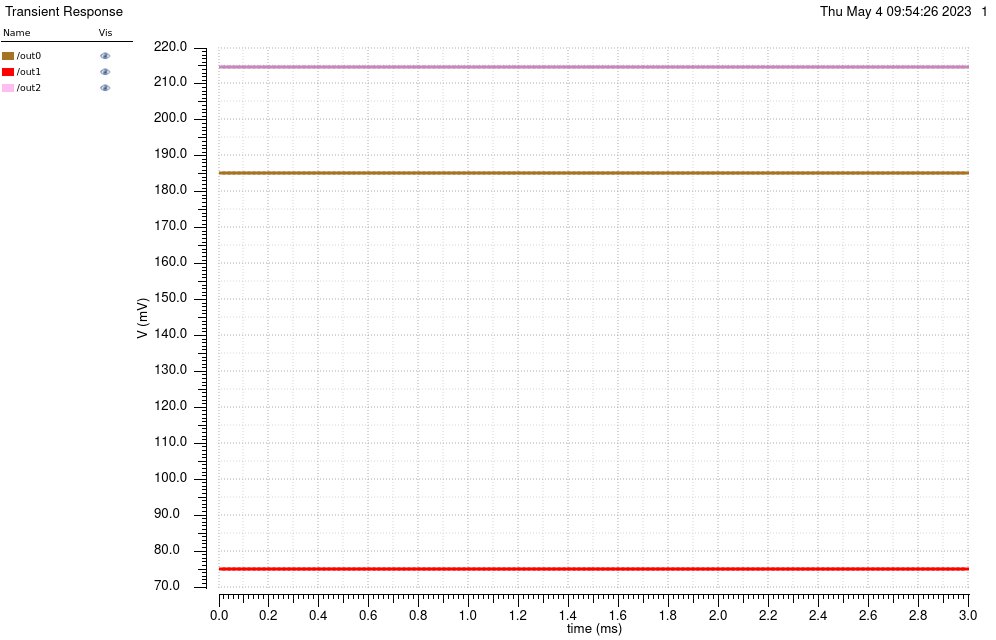 Transient Response
Thu May 4 09:54:26 2023 1
Name Vis
/out0
/out1
/out2
220.0
210.0
200.0
190.0
180.0
170.0
160.0
150.0
140.0
130.0
120.0
110.0
100.0
90.0
80.0
70.0
V (mV)
0.0 0.2 0.4 0.6 0.8 1.0 1.2 1.4 1.6 1.8 2.0 2.2 2.4 2.6 2.8 3.0
time (ms)